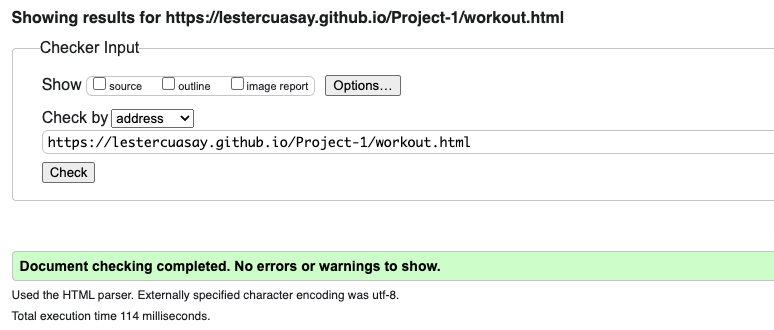 Showing results for https://lestercuasay.github.io/Project-1/workout.html
Checker Input
Show source outline image report Options...
Check by address
https://lestercuasay.github.io/Project-1/workout.html
Check
Document checking completed. No errors or warnings to show.
Used the HTML parser. Externally specified character encoding was utf-8.
Total execution time 114 milliseconds.